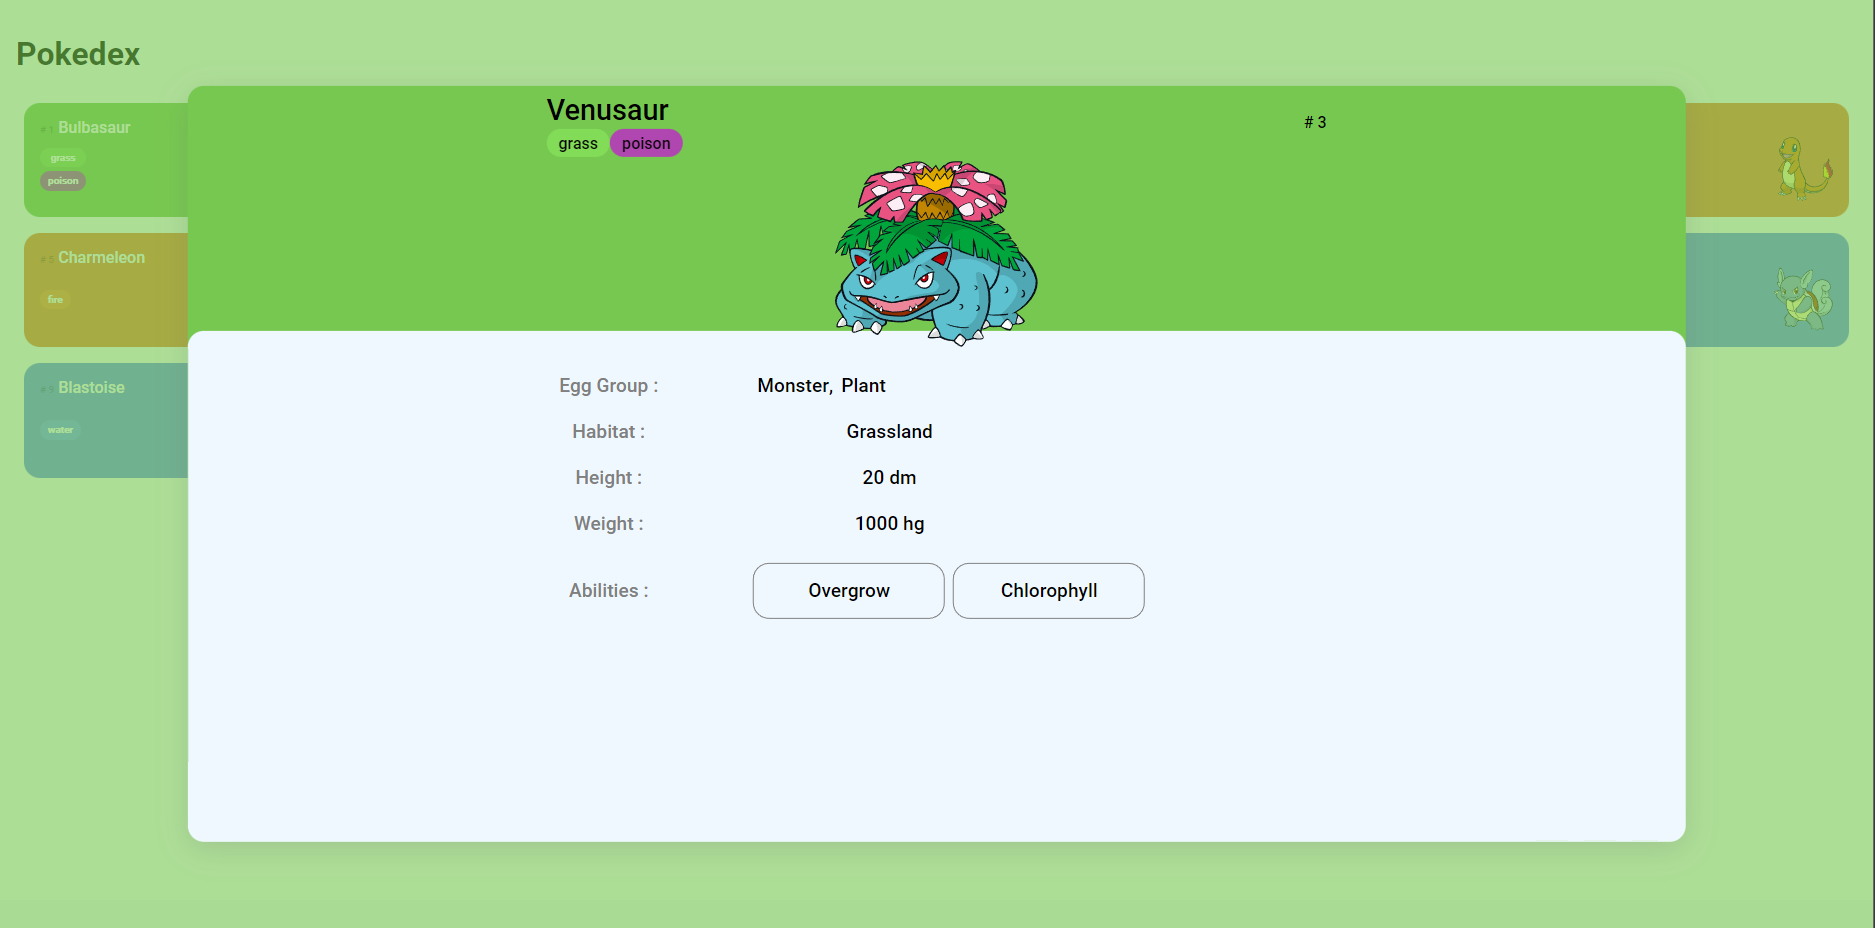 Pokedex
# 1 Bulbasaur
grass
poison
# 5 Charmeleon
fire
# 9 Blastoise
water
Venusaur
# 3
grass poison
Egg Group : Monster, Plant
Habitat : Grassland
Height : 20 dm
Weight : 1000 hg
Abilities : Overgrow Chlorophyll